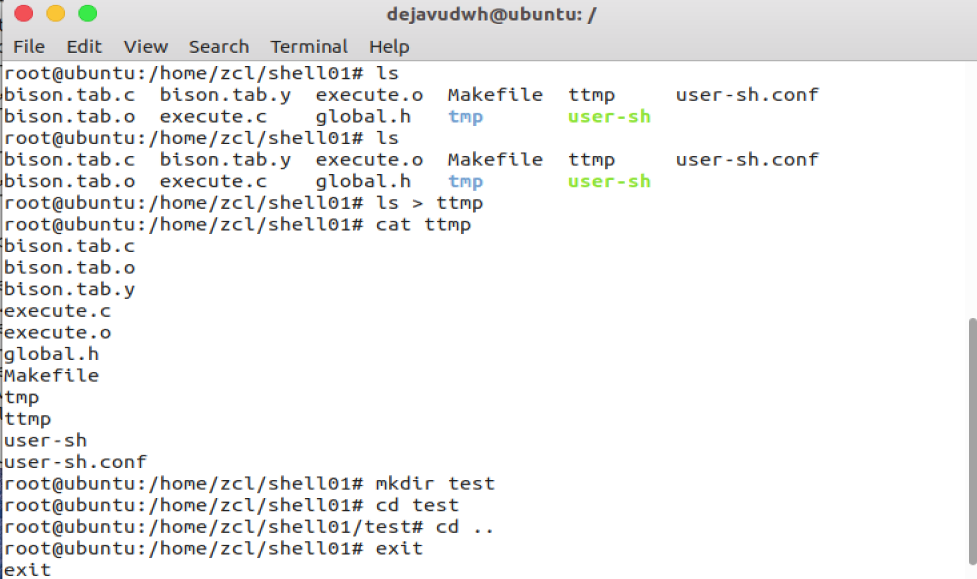 dejavudwh@ubuntu: /
File Edit View Search Terminal Help
root@ubuntu:/home/zcl/shell01# ls
bison.tab.c  bison.tab.y  execute.o  Makefile  ttmp     user-sh.conf
bison.tab.o  execute.c    global.h   tmp       user-sh
root@ubuntu:/home/zcl/shell01# ls
bison.tab.c  bison.tab.y  execute.o  Makefile  ttmp     user-sh.conf
bison.tab.o  execute.c    global.h   tmp       user-sh
root@ubuntu:/home/zcl/shell01# ls > ttmp
root@ubuntu:/home/zcl/shell01# cat ttmp
bison.tab.c
bison.tab.o
bison.tab.y
execute.c
execute.o
global.h
Makefile
tmp
ttmp
user-sh
user-sh.conf
root@ubuntu:/home/zcl/shell01# mkdir test
root@ubuntu:/home/zcl/shell01# cd test
root@ubuntu:/home/zcl/shell01/test# cd ..
root@ubuntu:/home/zcl/shell01# exit
exit